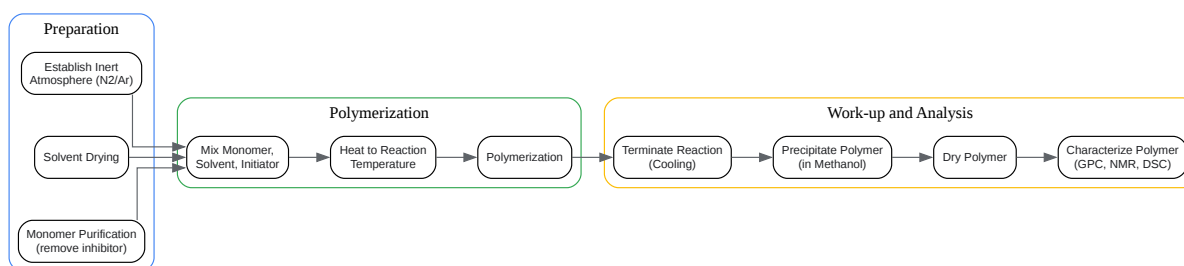 Preparation
Establish Inert
Atmosphere (N2/Ar)
Solvent Drying
Monomer Purification
(remove inhibitor)
Polymerization
Mix Monomer,
Solvent, Initiator
Heat to Reaction
Temperature
Polymerization
Work-up and Analysis
Terminate Reaction
(Cooling)
Precipitate Polymer
(in Methanol)
Dry Polymer
Characterize Polymer
(GPC, NMR, DSC)